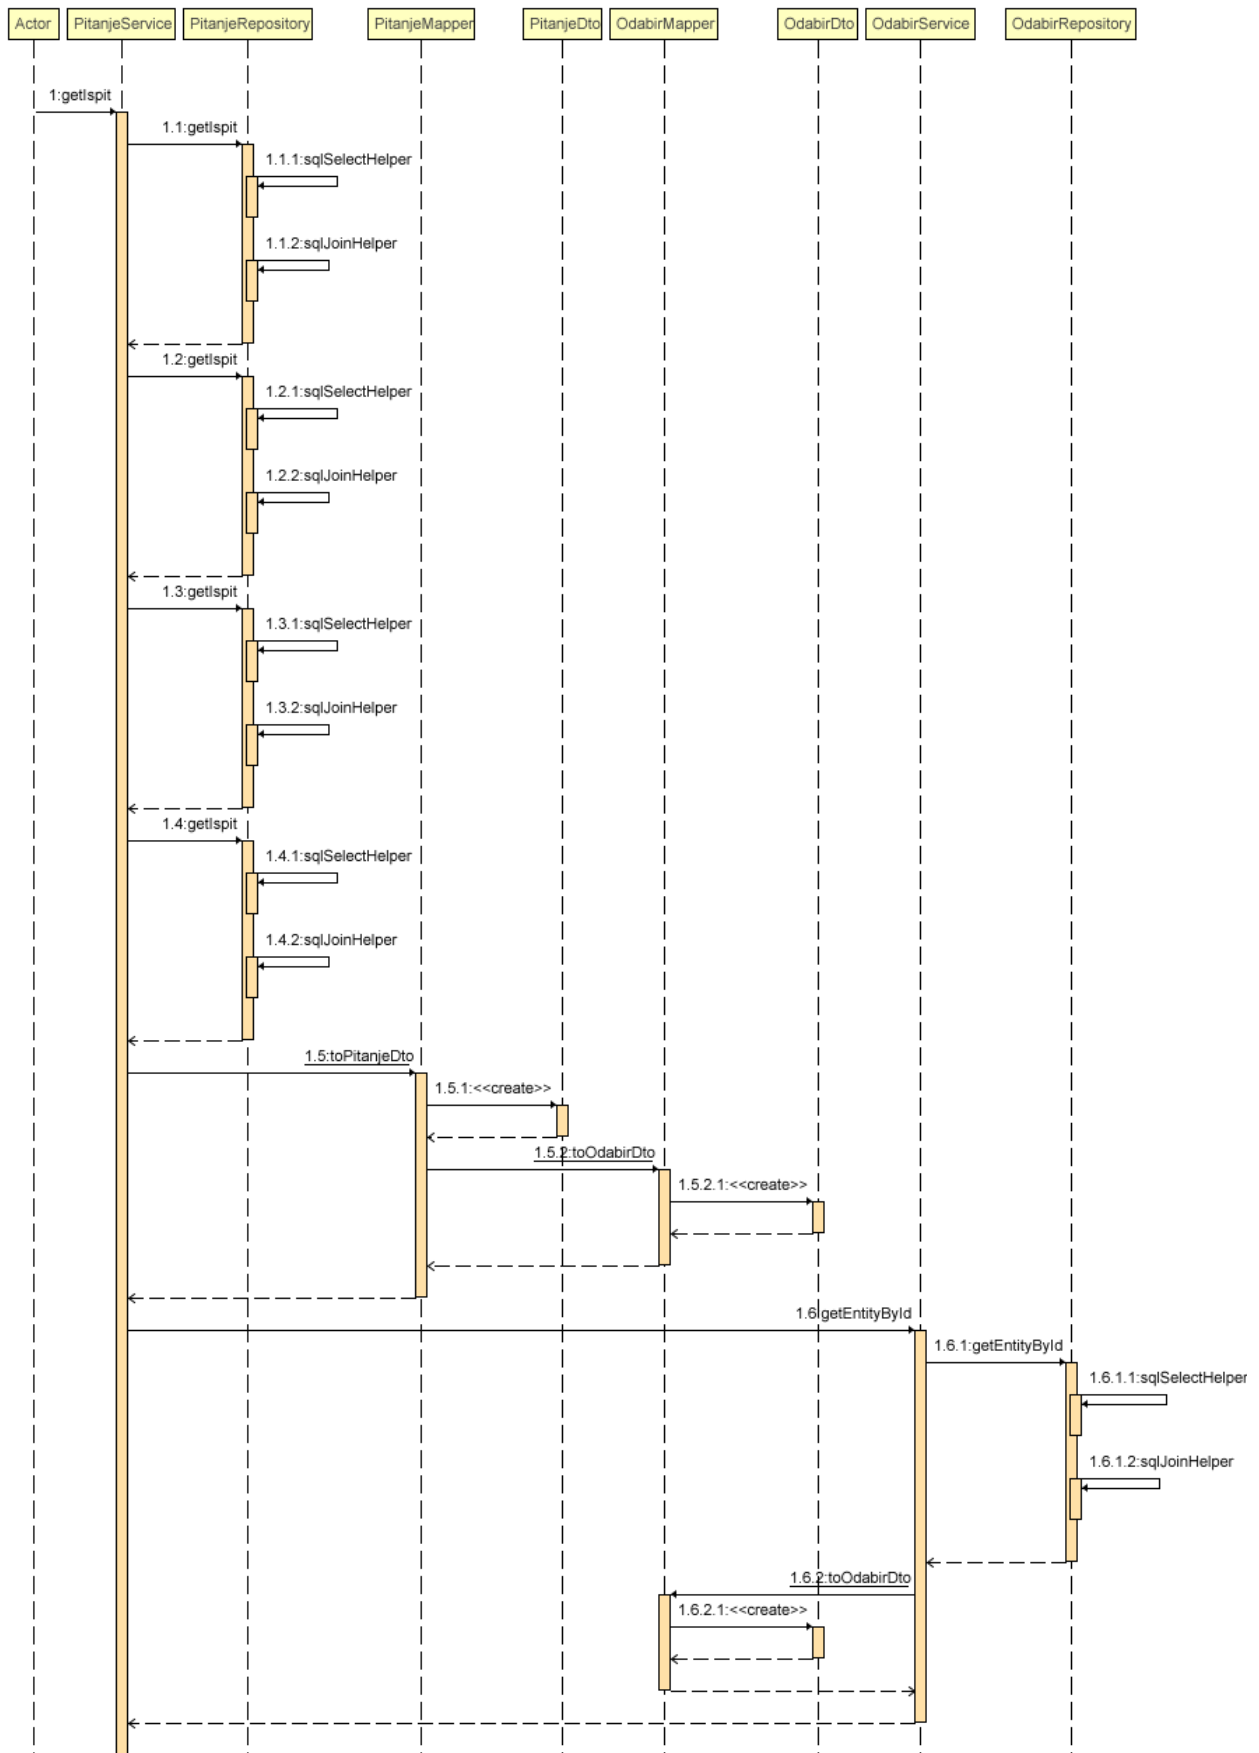 Actor
PitanjeService
PitanjeRepository
PitanjeMapper
PitanjeDto
OdabirMapper
OdabirDto
OdabirService
OdabirRepository
1:getIspit
1.1:getIspit
1.1.1:sqlSelectHelper
1.1.2:sqlJoinHelper
1.2:getIspit
1.2.1:sqlSelectHelper
1.2.2:sqlJoinHelper
1.3:getIspit
1.3.1:sqlSelectHelper
1.3.2:sqlJoinHelper
1.4:getIspit
1.4.1:sqlSelectHelper
1.4.2:sqlJoinHelper
1.5:toPitanjeDto
1.5.1:<<create>>
1.5.2:toOdabirDto
1.5.2.1:<<create>>
1.6:getEntityById
1.6.1:getEntityById
1.6.1.1:sqlSelectHelper
1.6.1.2:sqlJoinHelper
1.6.2:toOdabirDto
1.6.2.1:<<create>>